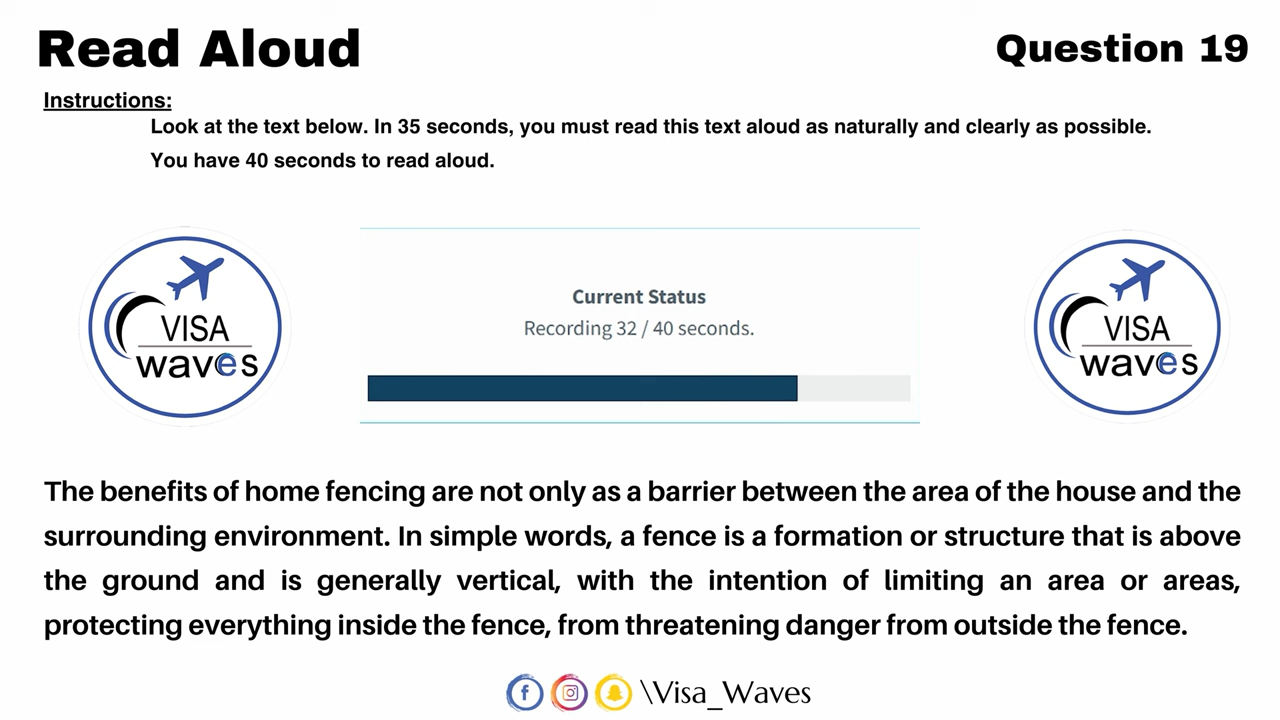 Read Aloud
Question 19
Instructions:
Look at the text below. In 35 seconds, you must read this text aloud as naturally and clearly as possible.
You have 40 seconds to read aloud.
VISA
waves
Current Status
Recording 32 / 40 seconds.
VISA
waves
The benefits of home fencing are not only as a barrier between the area of the house and the
surrounding environment. In simple words, a fence is a formation or structure that is above
the ground and is generally vertical, with the intention of limiting an area or areas,
protecting everything inside the fence, from threatening danger from outside the fence.
\Visa_Waves